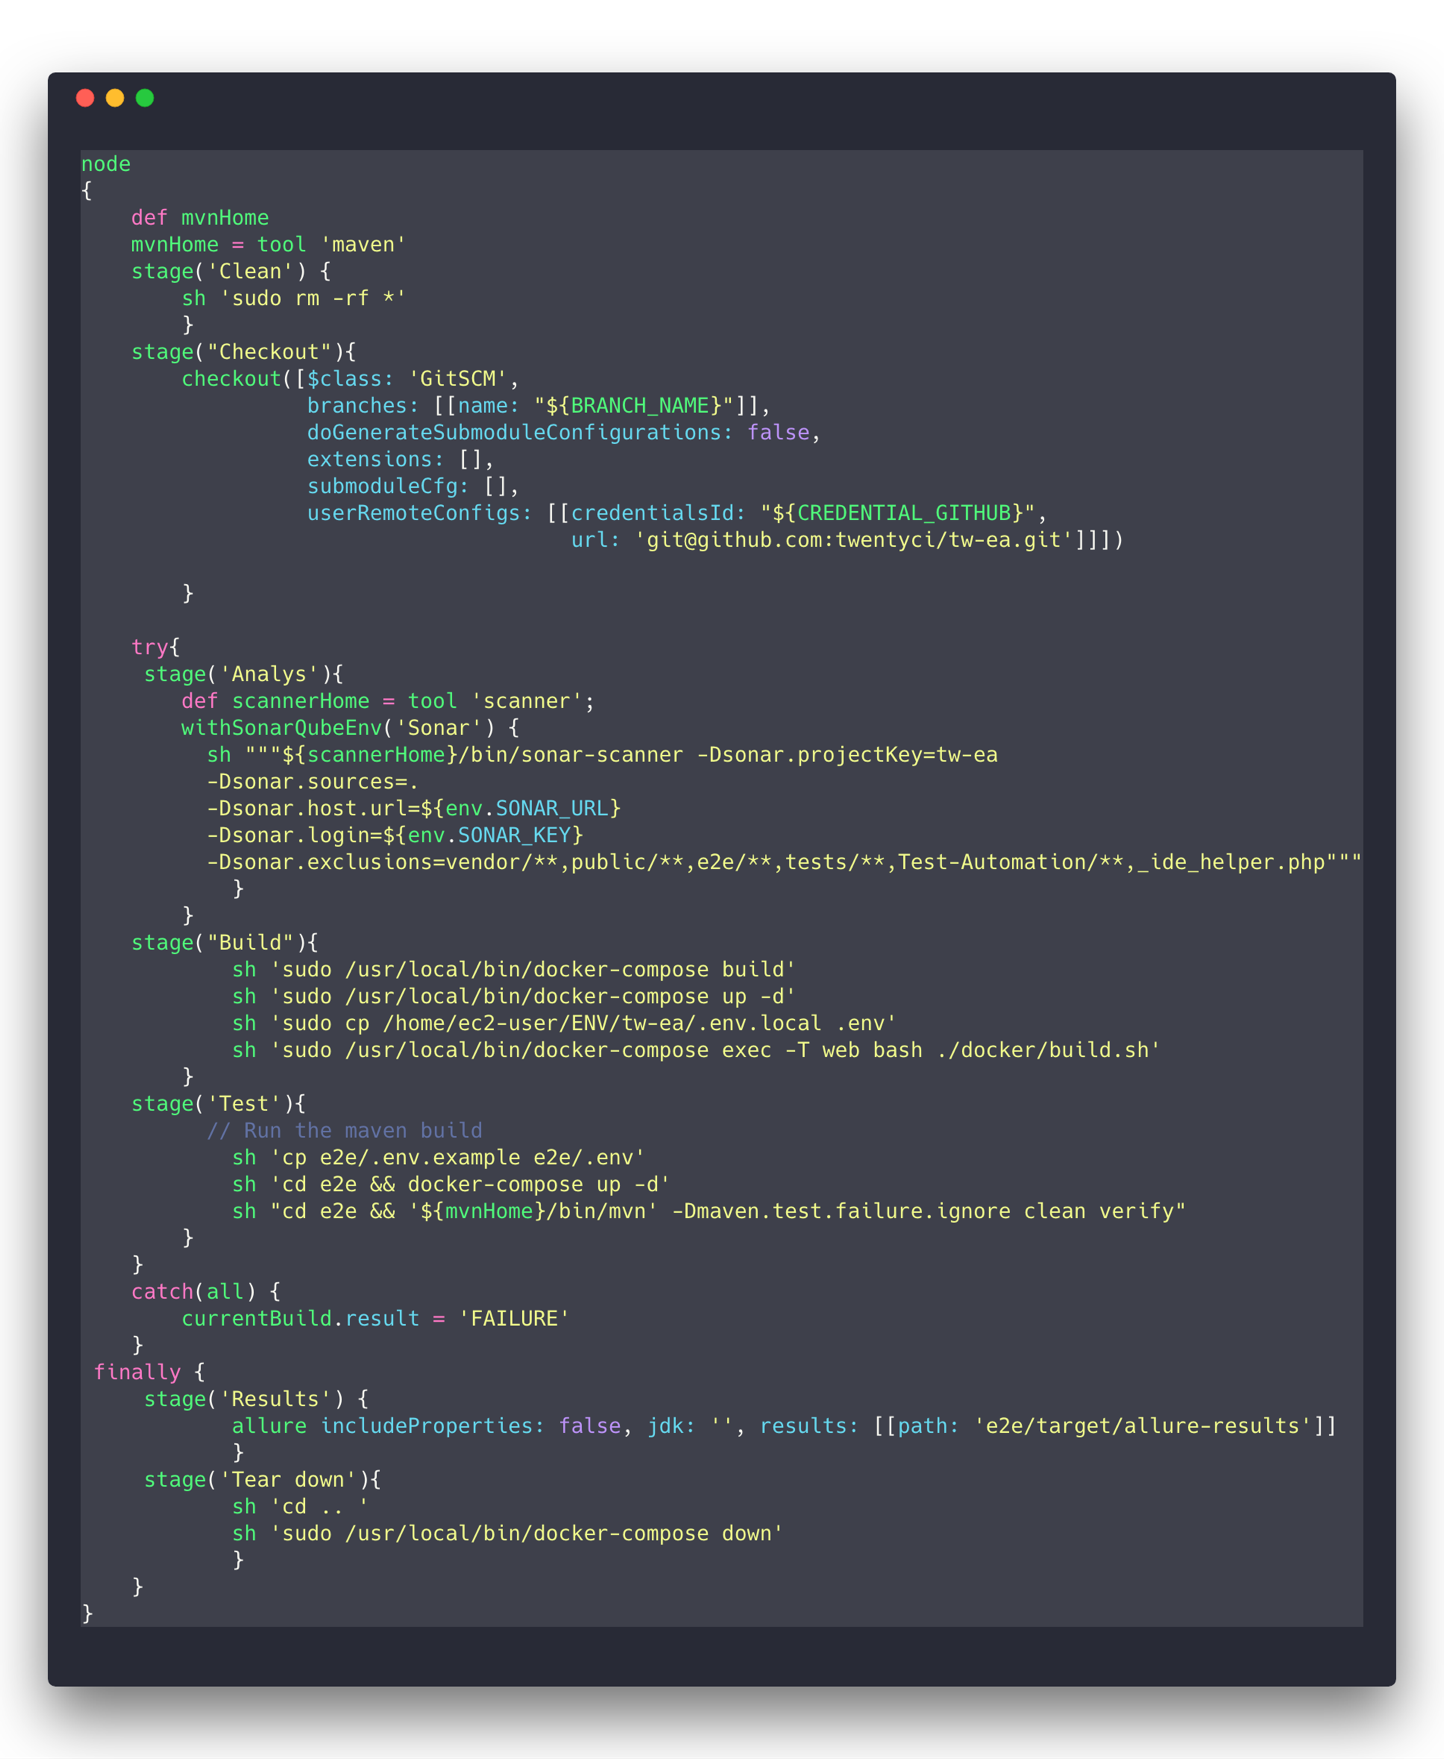 node
{
    def mvnHome
    mvnHome = tool 'maven'
    stage('Clean') {
        sh 'sudo rm -rf *'
        }
    stage("Checkout"){
        checkout([$class: 'GitSCM',
                  branches: [[name: "${BRANCH_NAME}"]],
                  doGenerateSubmoduleConfigurations: false,
                  extensions: [],
                  submoduleCfg: [],
                  userRemoteConfigs: [[credentialsId: "${CREDENTIAL_GITHUB}",
                                       url: 'git@github.com:twentyci/tw-ea.git']]])

        }

    try{
     stage('Analys'){
        def scannerHome = tool 'scanner';
        withSonarQubeEnv('Sonar') {
          sh """${scannerHome}/bin/sonar-scanner -Dsonar.projectKey=tw-ea
          -Dsonar.sources=.
          -Dsonar.host.url=${env.SONAR_URL}
          -Dsonar.login=${env.SONAR_KEY}
          -Dsonar.exclusions=vendor/**,public/**,e2e/**,tests/**,Test-Automation/**,_ide_helper.php"""
            }
        }
    stage("Build"){
            sh 'sudo /usr/local/bin/docker-compose build'
            sh 'sudo /usr/local/bin/docker-compose up -d'
            sh 'sudo cp /home/ec2-user/ENV/tw-ea/.env.local .env'
            sh 'sudo /usr/local/bin/docker-compose exec -T web bash ./docker/build.sh'
        }
    stage('Test'){
          // Run the maven build
            sh 'cp e2e/.env.example e2e/.env'
            sh 'cd e2e && docker-compose up -d'
            sh "cd e2e && '${mvnHome}/bin/mvn' -Dmaven.test.failure.ignore clean verify"
        }
    }
    catch(all) {
        currentBuild.result = 'FAILURE'
    }
 finally {
     stage('Results') {
            allure includeProperties: false, jdk: '', results: [[path: 'e2e/target/allure-results']]
            }
     stage('Tear down'){
            sh 'cd .. '
            sh 'sudo /usr/local/bin/docker-compose down'
            }
    }
}